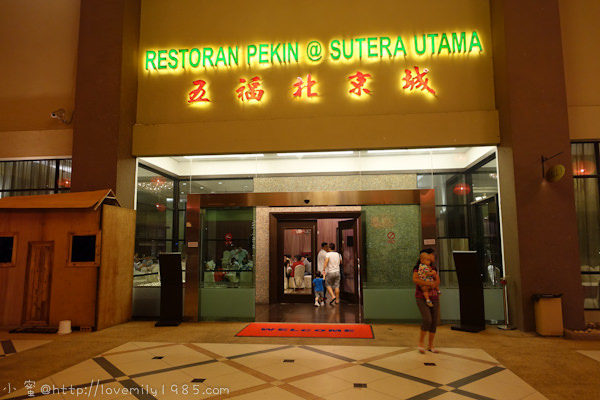 RESTORAN PEKIN @ SUTERA UTAMA
五福北京城
WELCOME
小蜜@http://lovemily1985.com/